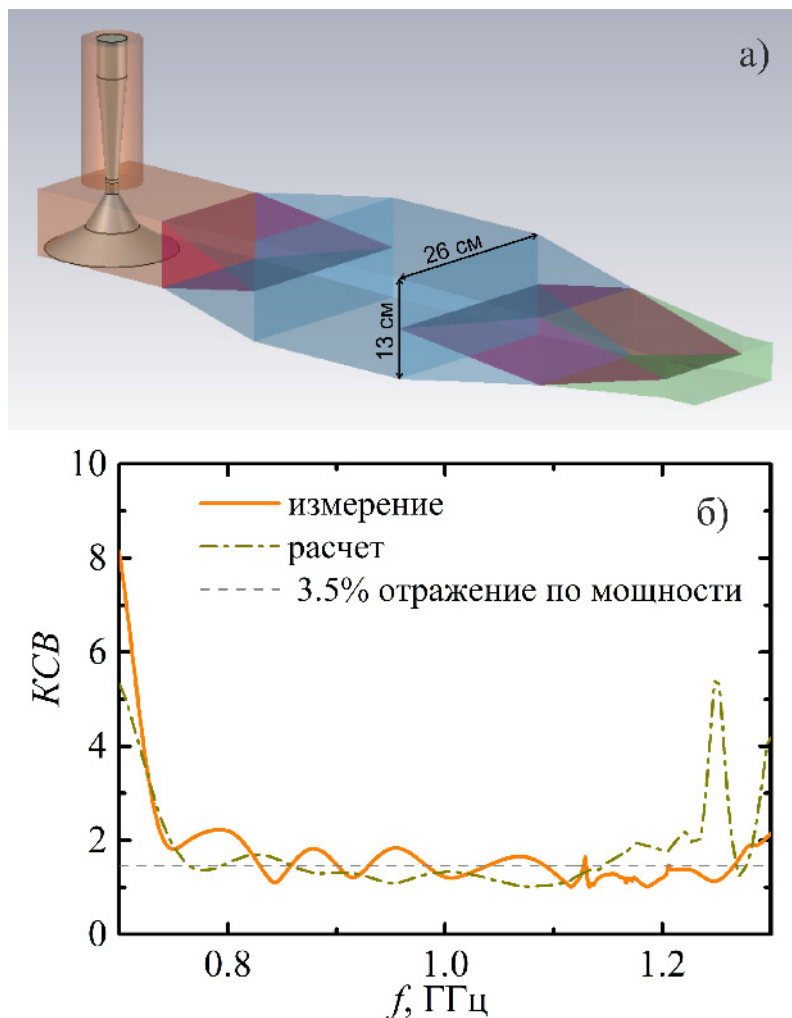 а)
26 см
13 см
10
8
6
4
2
0
КСВ
измерение
расчет
3.5% отражение по мощности
б)
0.8
1.0
1.2
f, ГГц